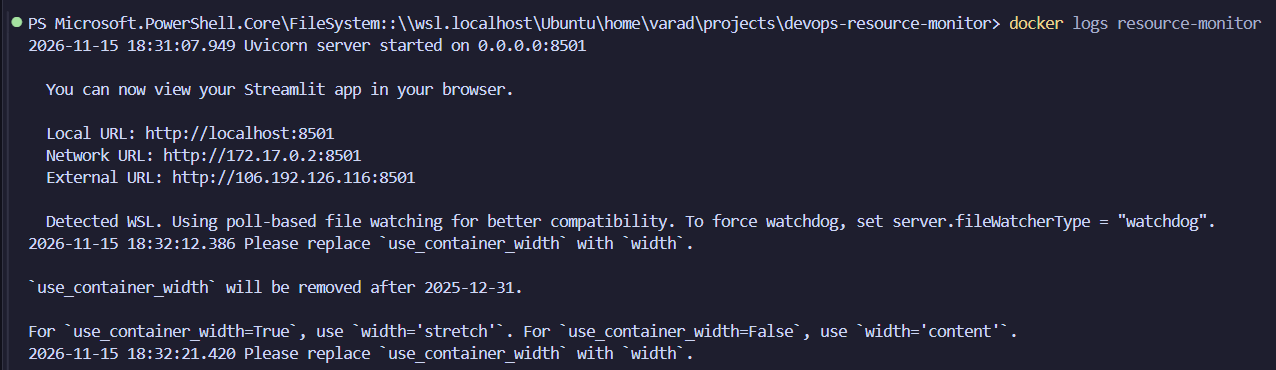 PS Microsoft.PowerShell.Core\FileSystem::\\wsl.localhost\Ubuntu\home\varad\projects\devops-resource-monitor> docker logs resource-monitor
2026-11-15 18:31:07.949 Uvicorn server started on 0.0.0.0:8501
You can now view your Streamlit app in your browser.
Local URL: http://localhost:8501
Network URL: http://172.17.0.2:8501
External URL: http://106.192.126.116:8501
Detected WSL. Using poll-based file watching for better compatibility. To force watchdog, set server.fileWatcherType = "watchdog".
2026-11-15 18:32:12.386 Please replace `use_container_width` with `width`.
`use_container_width` will be removed after 2025-12-31.
For `use_container_width=True`, use `width='stretch'`. For `use_container_width=False`, use `width='content'`.
2026-11-15 18:32:21.420 Please replace `use_container_width` with `width`.